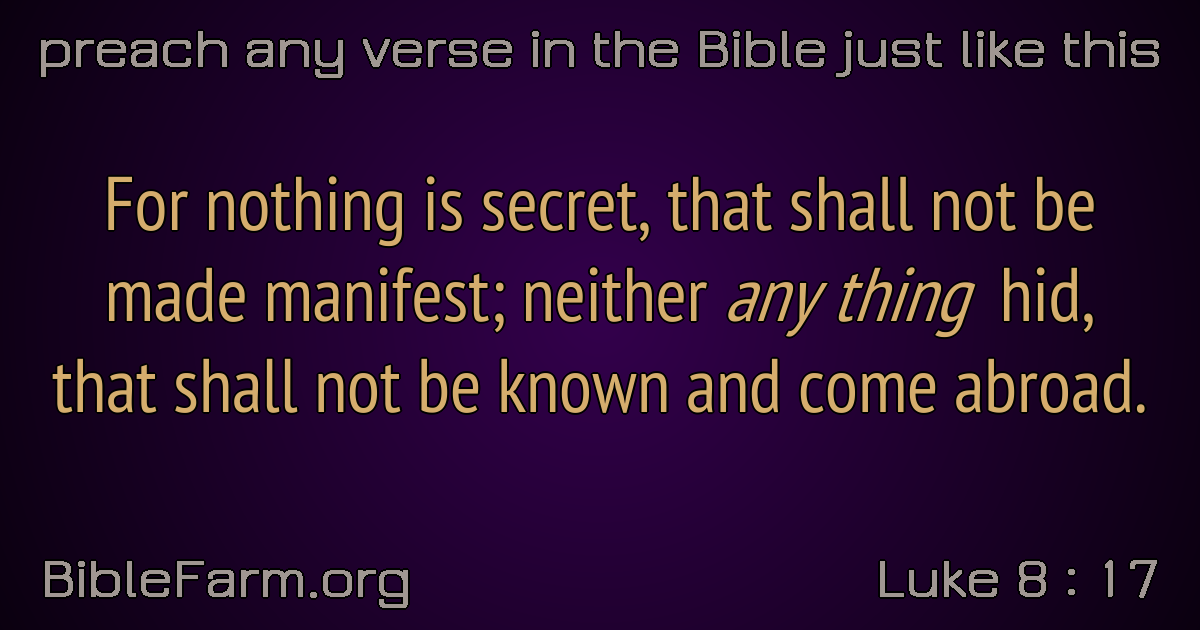 preach any verse in the Bible just like this
For nothing is secret, that shall not be
made manifest; neither any thing hid,
that shall not be known and come abroad.
BibleFarm.org
Luke 8 : 17